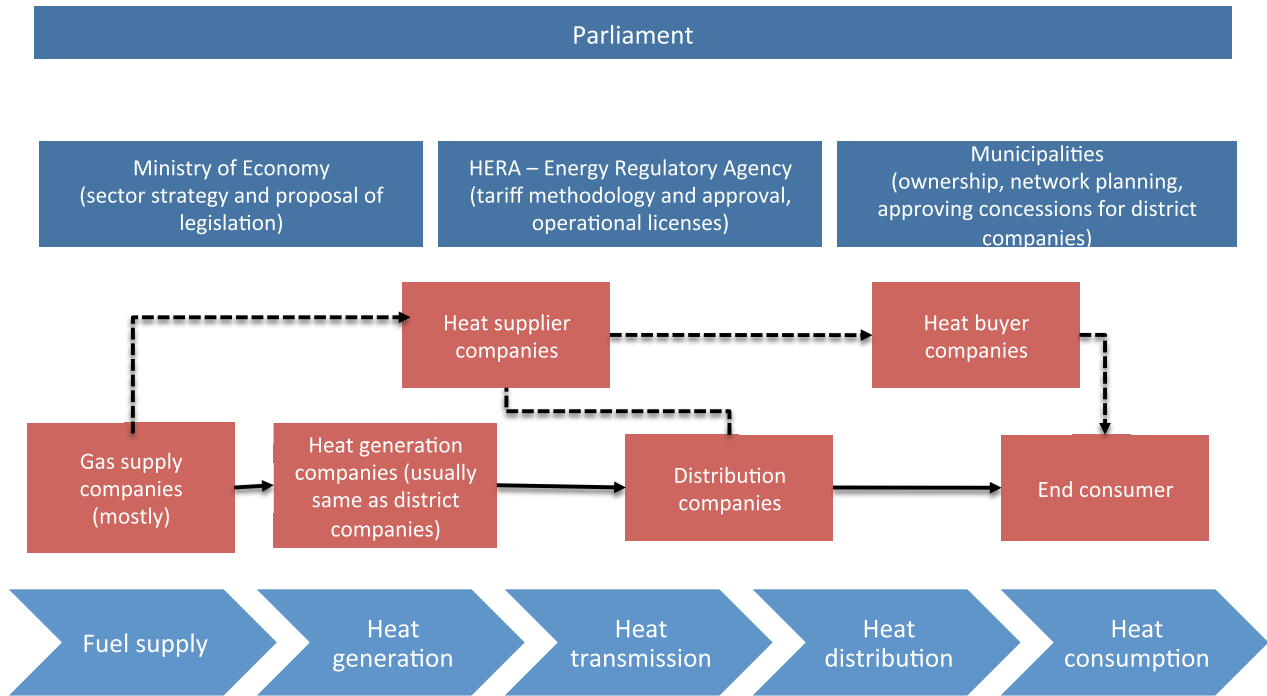 Parliament
Ministry of Economy
(sector strategy and proposal of
legislation)
HERA – Energy Regulatory Agency
(tariff methodology and approval,
operational licenses)
Municipalities
(ownership, network planning,
approving concessions for district
companies)
Heat supplier
companies
Heat buyer
companies
Gas supply
companies
(mostly)
Heat generation
companies (usually
same as district
companies)
Distribution
companies
End consumer
Fuel supply
Heat
generation
Heat
transmission
Heat
distribution
Heat
consumption